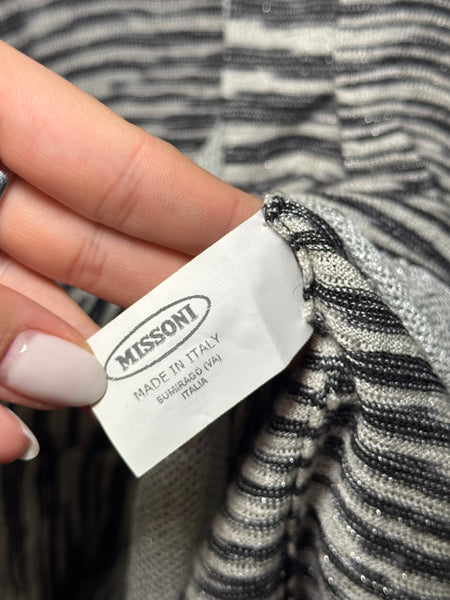 MISSONI
MADE IN ITALY
SUMIRAGO (VA)
ITALIA